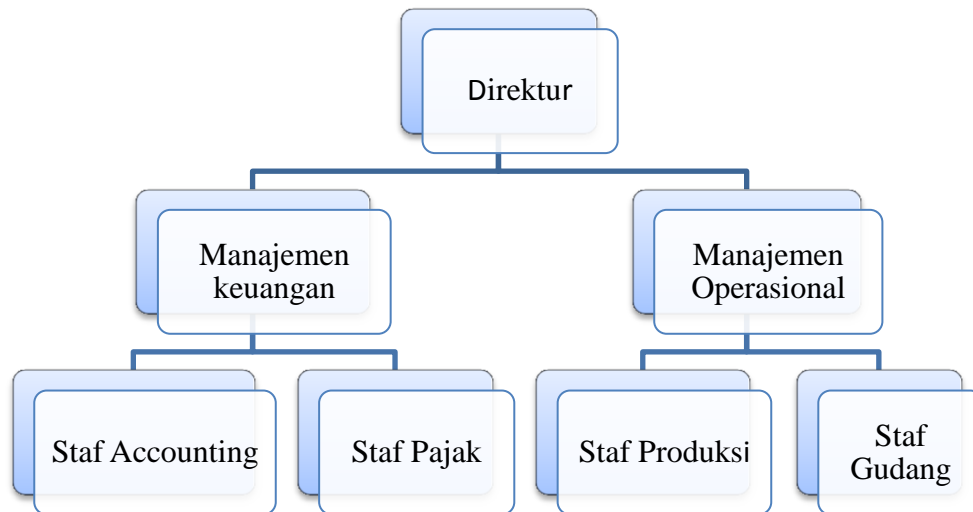 Direktur
Manajemen
keuangan
Manajemen
Operasional
Staf Accounting
Staf Pajak
Staf Produksi
Staf
Gudang